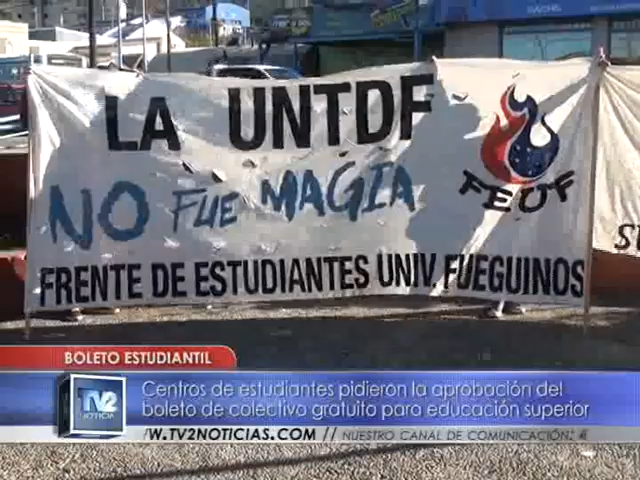 LA UNTDF
NO FUE MAGIA
FEUF
FRENTE DE ESTUDIANTES UNIV. FUEGUINOS
BOLETO ESTUDIANTIL
TV2
NOTICIAS
Centros de estudiantes pidieron la aprobación del
boleto de colectivo gratuito para educación superior
W.TV2NOTICIAS.COM // NUESTRO CANAL DE COMUNICACIÓN: